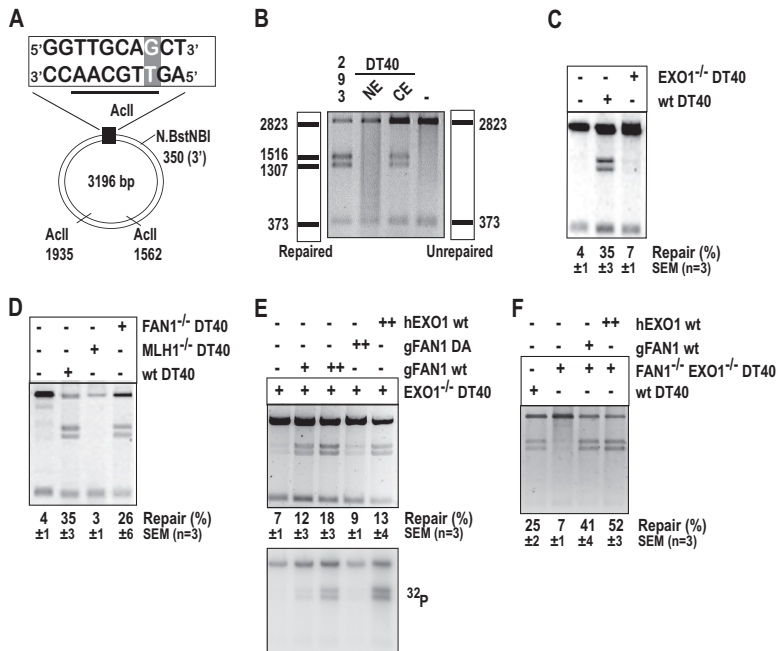 A
5'GGTTGCAGCT3'
3'CCAACGTTGA5'
AclI
N.BstNBI
350 (3')
3196 bp
AclI
1935
AclI
1562
B
2
9
3
DT40
NE
CE
-
2823
1516
1307
373
Repaired
2823
373
Unrepaired
C
- - + EXO1-/- DT40
- + - wt DT40
4 35 7 Repair (%)
±1 ±3 ±1 SEM (n=3)
D
- - - + FAN1-/- DT40
- - + - MLH1-/- DT40
- + - - wt DT40
4 35 3 26 Repair (%)
±1 ±3 ±1 ±6 SEM (n=3)
E
- - - - ++ hEXO1 wt
- - - ++ - gFAN1 DA
- + ++ - - gFAN1 wt
+ + + + + EXO1-/- DT40
7 12 18 9 13 Repair (%)
±1 ±3 ±3 ±1 ±4 SEM (n=3)
32P
F
- - - ++ hEXO1 wt
- - + - gFAN1 wt
- + + + FAN1-/- EXO1-/- DT40
+ - - - wt DT40
25 7 41 52 Repair (%)
±2 ±1 ±4 ±3 SEM (n=3)